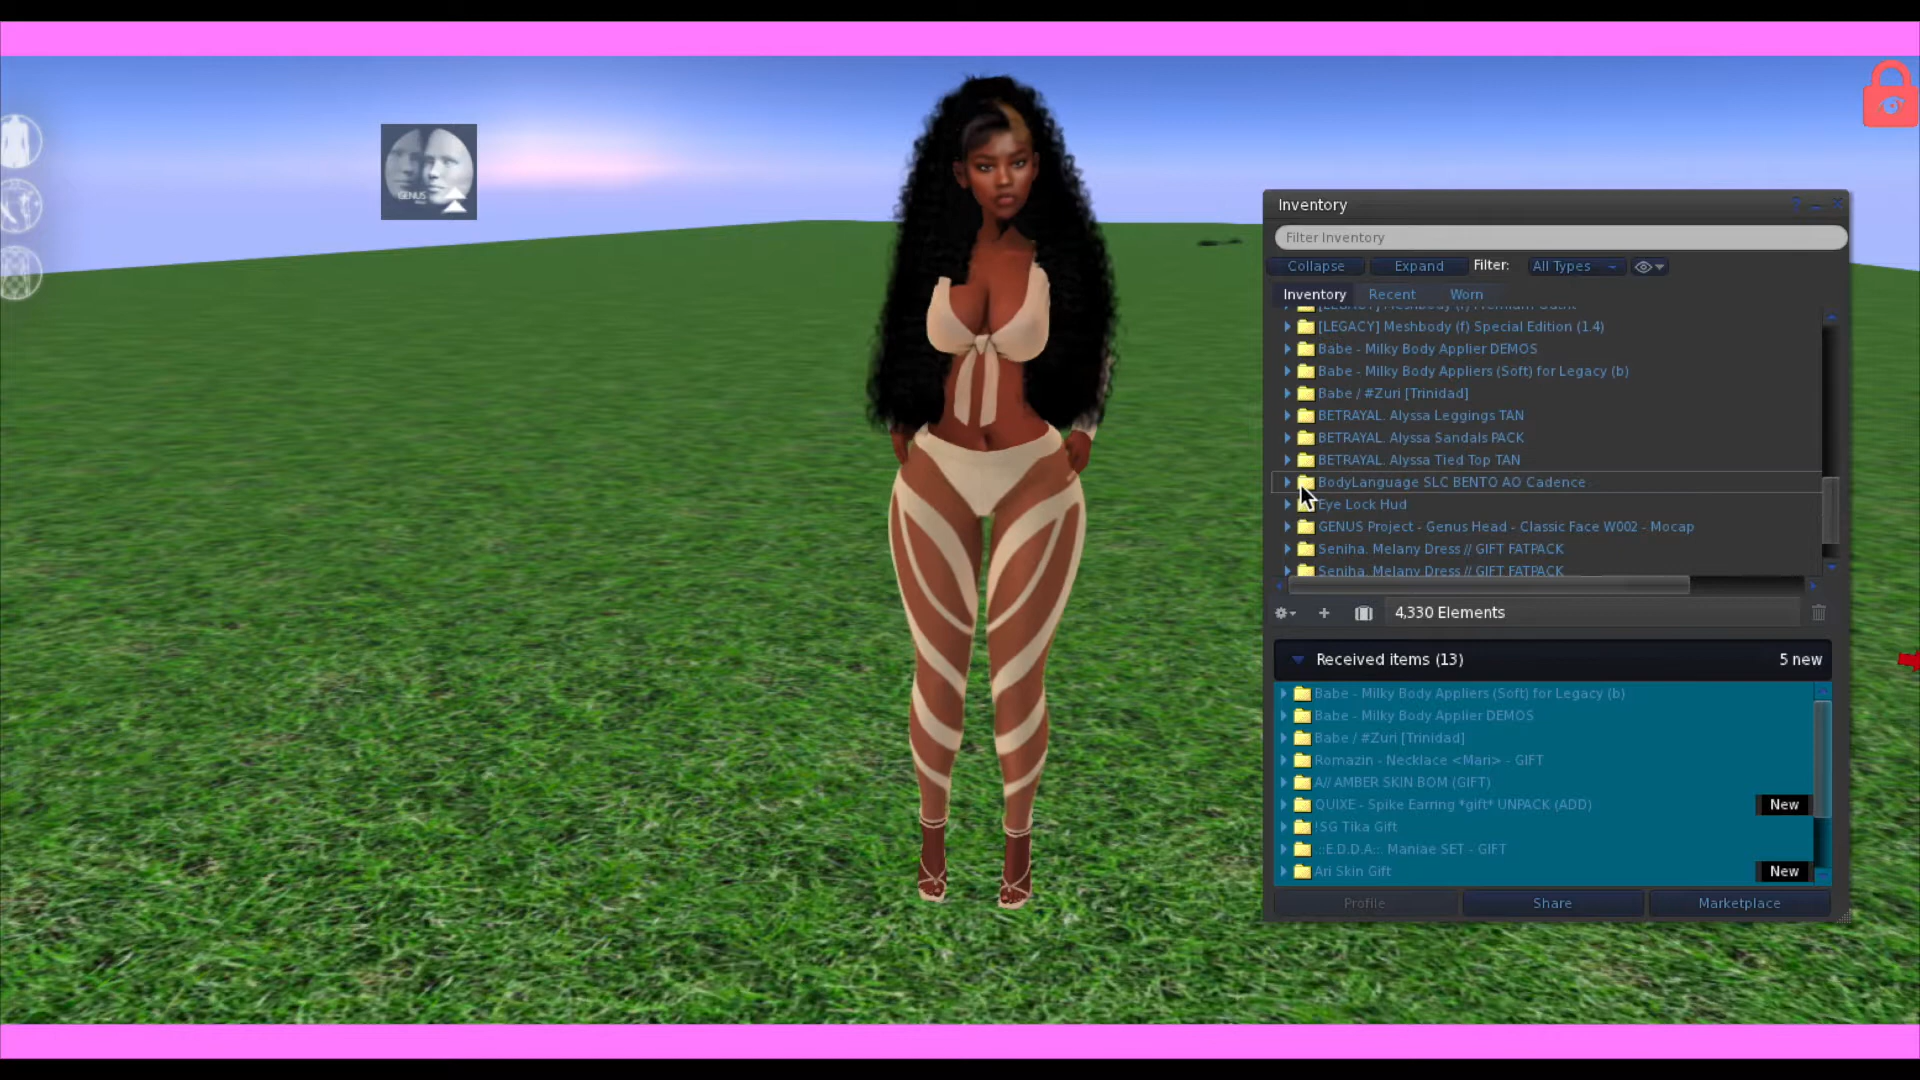 GENUS
Inventory
Filter Inventory
Collapse Expand Filter: All Types
Inventory Recent Worn
[LEGACY] Meshbody (f) Premium Outfit
[LEGACY] Meshbody (f) Special Edition (1.4)
Babe - Milky Body Applier DEMOS
Babe - Milky Body Appliers (Soft) for Legacy (b)
Babe / #Zuri [Trinidad]
BETRAYAL. Alyssa Leggings TAN
BETRAYAL. Alyssa Sandals PACK
BETRAYAL. Alyssa Tied Top TAN
BodyLanguage SLC BENTO AO Cadence
Eye Lock Hud
GENUS Project - Genus Head - Classic Face W002 - Mocap
Seniha. Melany Dress // GIFT FATPACK
Seniha. Melany Dress // GIFT FATPACK
4,330 Elements
Received items (13) 5 new
Babe - Milky Body Appliers (Soft) for Legacy (b)
Babe - Milky Body Applier DEMOS
Babe / #Zuri [Trinidad]
Romazin - Necklace <Mari> - GIFT
A// AMBER SKIN BOM (GIFT)
QUIXE - Spike Earring *gift* UNPACK (ADD) New
!SG Tika Gift
.::E.D.D.A::. Maniae SET - GIFT
Ari Skin Gift New
Profile Share Marketplace